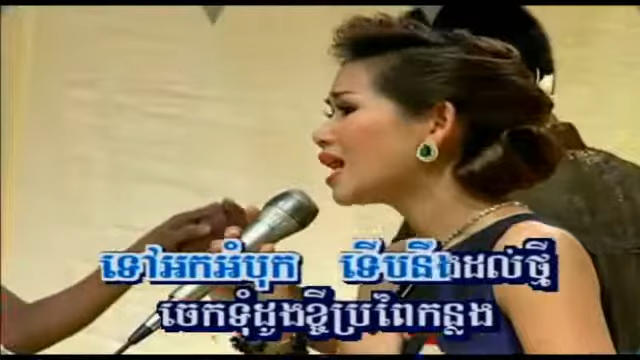 ទៅអកអំបុក ទើបនឹងដល់ថ្មី
ចេកទុំដូងខ្ចីប្រពៃកន្លង